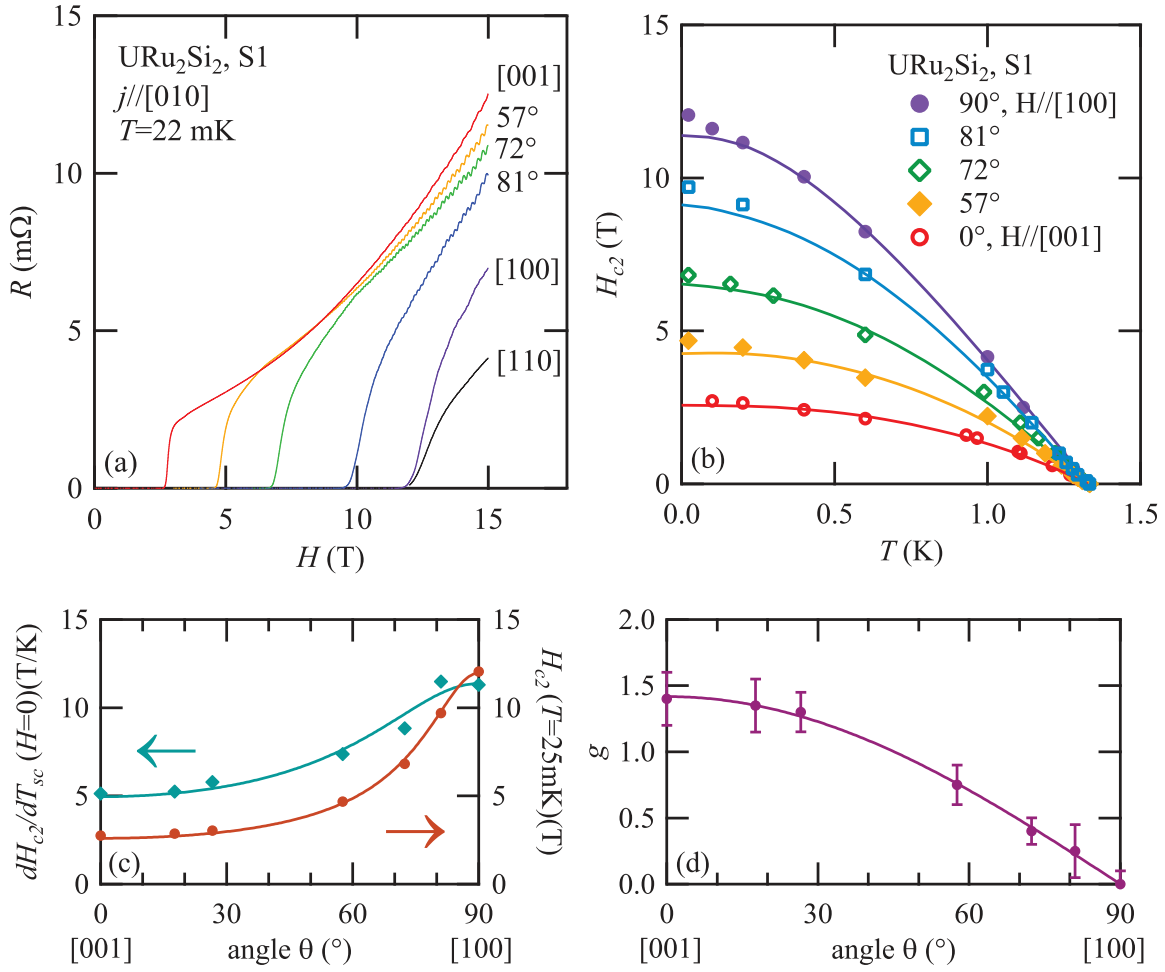 15
10
5
0
R (mΩ)
URu2Si2, S1
j//[010]
T=22 mK
[001]
57°
72°
81°
[100]
[110]
(a)
0
5
10
15
H (T)
15
10
5
0
Hc2 (T)
URu2Si2, S1
90°, H//[100]
81°
72°
57°
0°, H//[001]
(b)
0.0
0.5
1.0
1.5
T (K)
15
10
5
0
dHc2/dTsc (H=0)(T/K)
(c)
15
10
5
0
Hc2 (T=25mK)(T)
0
30
60
90
[001]
angle θ (°)
[100]
2.0
1.5
1.0
0.5
0.0
g
(d)
0
30
60
90
[001]
angle θ (°)
[100]